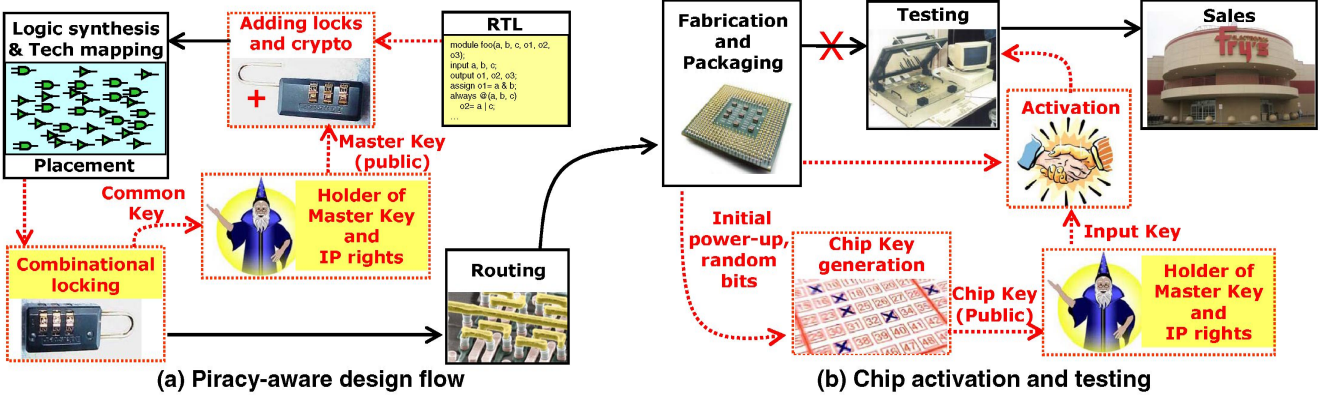 Logic synthesis
& Tech mapping
Placement
Adding locks
and crypto
+
RTL
module foo(a, b, c, o1, o2,
o3);
input a, b, c;
output o1, o2, o3;
assign o1= a & b;
always @(a, b, c)
o2= a | c;
...
Master Key
(public)
Common
Key
Holder of
Master Key
and
IP rights
Combinational
locking
Routing
(a) Piracy-aware design flow
Fabrication
and
Packaging
X
Testing
Sales
fry's
Activation
Initial
power-up,
random
bits
Chip Key
generation
Chip Key
(Public)
Input Key
Holder of
Master Key
and
IP rights
(b) Chip activation and testing